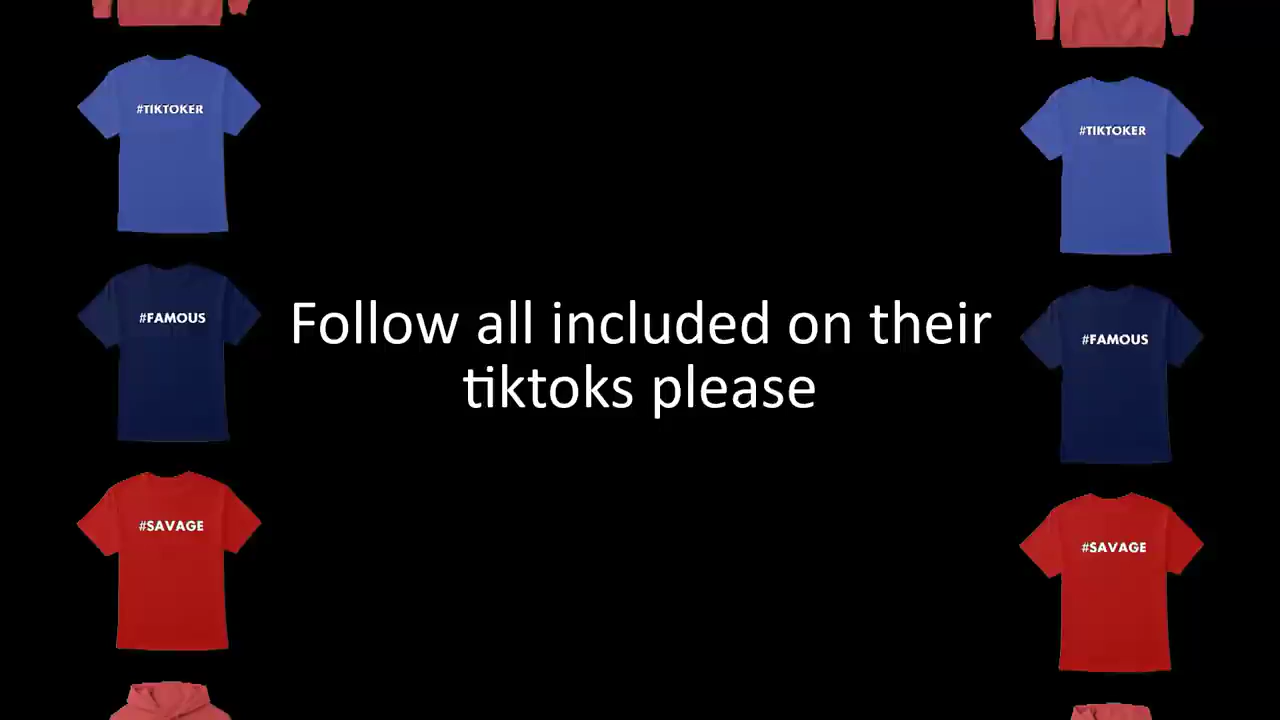 #TIKTOKER
#TIKTOKER
#FAMOUS
#FAMOUS
Follow all included on their
tiktoks please
#SAVAGE
#SAVAGE